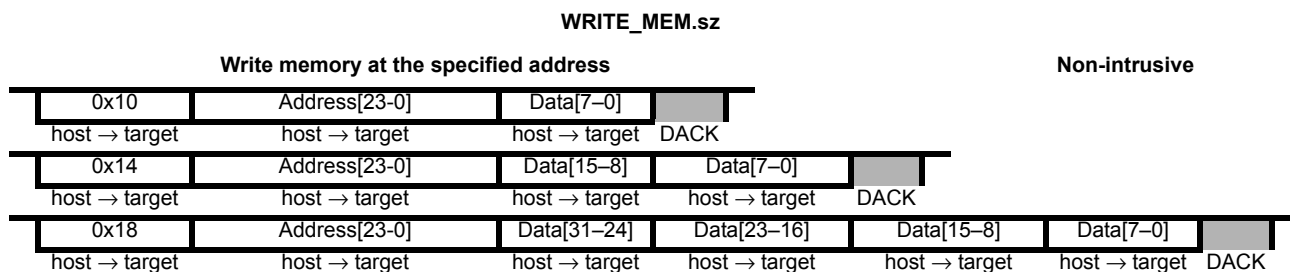 WRITE_MEM.sz
Write memory at the specified address Non-intrusive
0x10 Address[23-0] Data[7–0]
host → target host → target host → target DACK
0x14 Address[23-0] Data[15–8] Data[7–0]
host → target host → target host → target host → target DACK
0x18 Address[23-0] Data[31–24] Data[23–16] Data[15–8] Data[7–0]
host → target host → target host → target host → target host → target host → target DACK